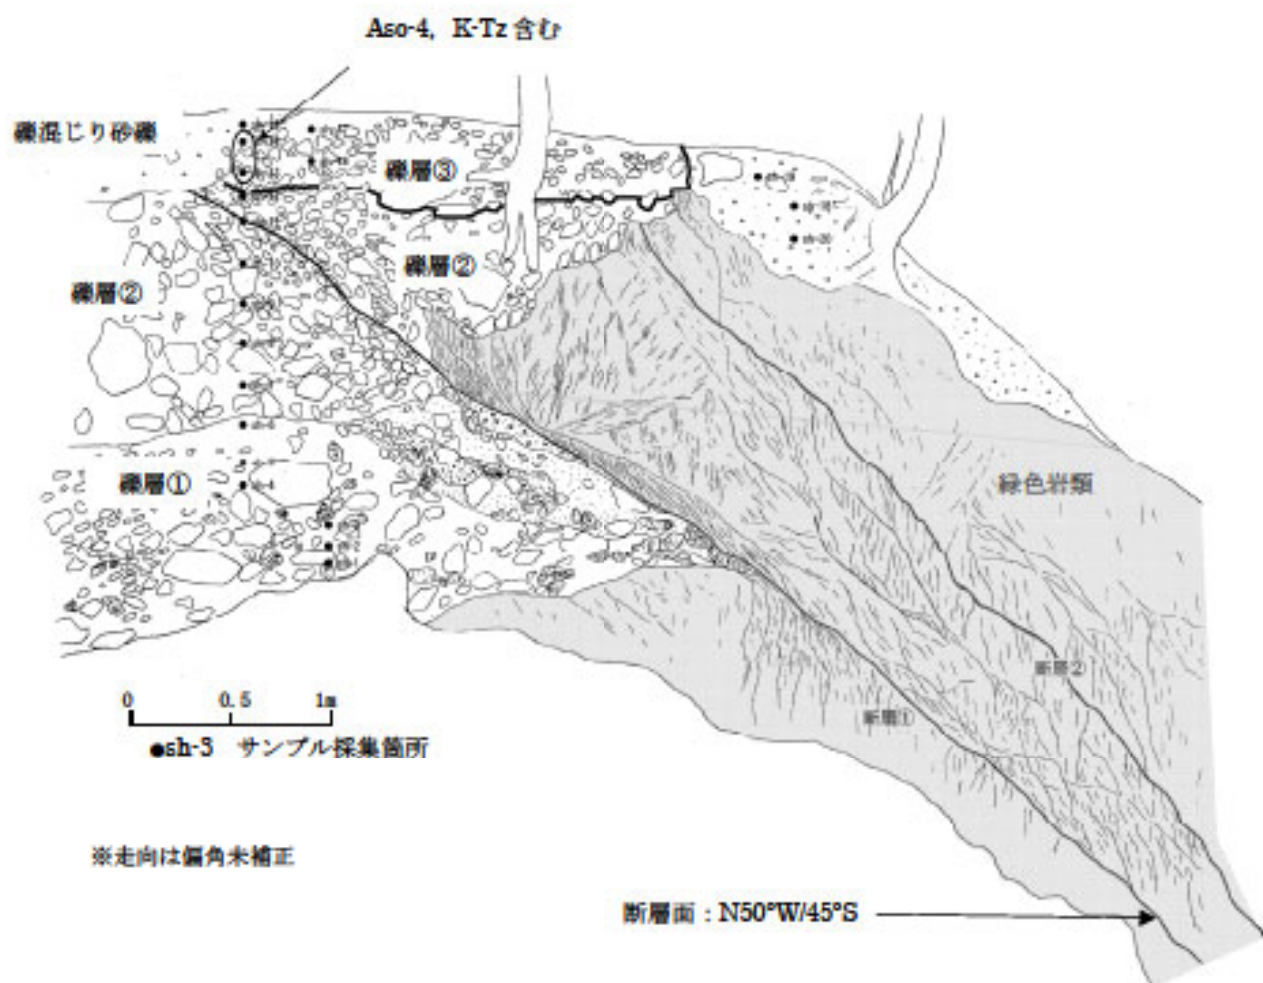 Aso-4, K-Tz 含む
礫混じり砂礫
礫層③
礫層②
礫層②
礫層①
緑色岩類
断層②
断層①
0 0.5 1m
●sh-3 サンプル採集箇所
※走向は偏角未補正
断層面：N50°W/45°S